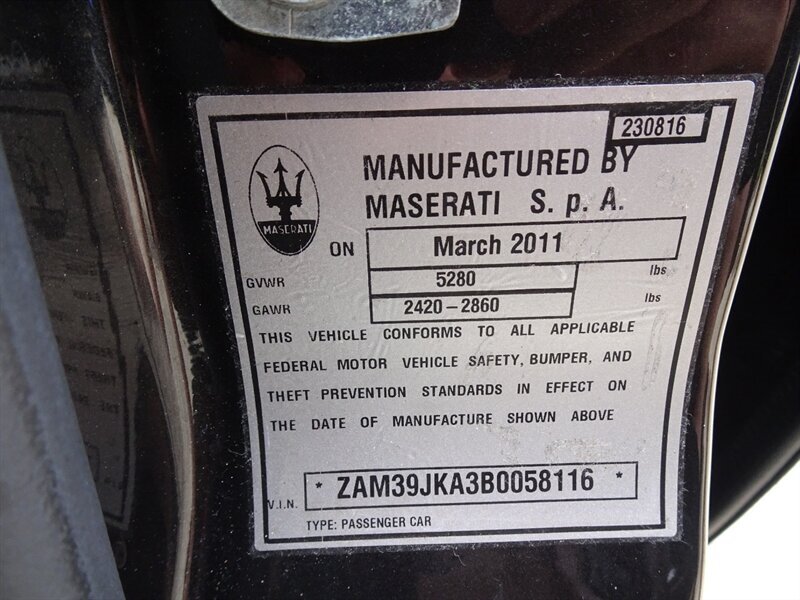 230816
MANUFACTURED BY
MASERATI S. p. A.
MASERATI
ON March 2011
GVWR 5280 lbs
GAWR 2420-2860 lbs
THIS VEHICLE CONFORMS TO ALL APPLICABLE
FEDERAL MOTOR VEHICLE SAFETY, BUMPER, AND
THEFT PREVENTION STANDARDS IN EFFECT ON
THE DATE OF MANUFACTURE SHOWN ABOVE
V.I.N. * ZAM39JKA3B0058116 *
TYPE: PASSENGER CAR